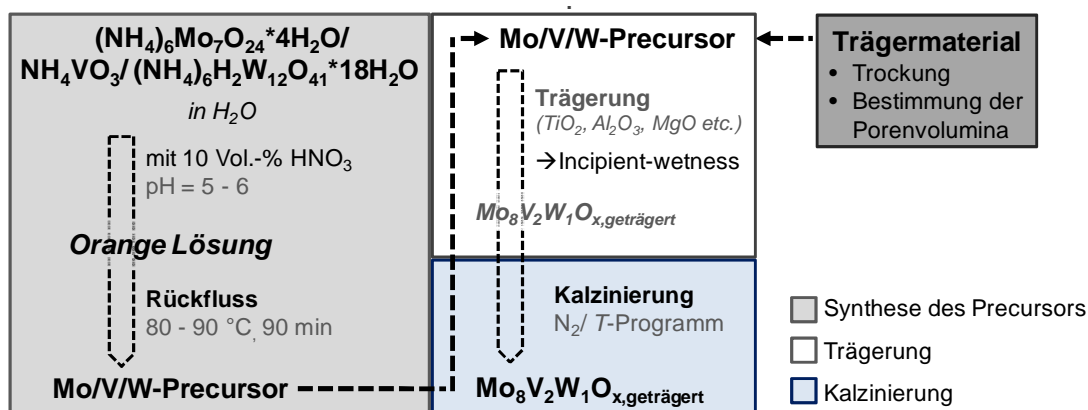 (NH₄)₆Mo₇O₂₄*4H₂O/
NH₄VO₃/ (NH₄)₆H₂W₁₂O₄₁*18H₂O
in H₂O
mit 10 Vol.-% HNO₃
pH = 5 - 6
Orange Lösung
Rückfluss
80 - 90 °C, 90 min
Mo/V/W-Precursor
Mo/V/W-Precursor
Trägerung
(TiO₂, Al₂O₃, MgO etc.)
→Incipient-wetness
Mo₈V₂W₁Oₓ,geträgert
Kalzinierung
N₂/ T-Programm
Mo₈V₂W₁Oₓ,geträgert
Trägermaterial
• Trockung
• Bestimmung der
Porenvolumina
Synthese des Precursors
Trägerung
Kalzinierung